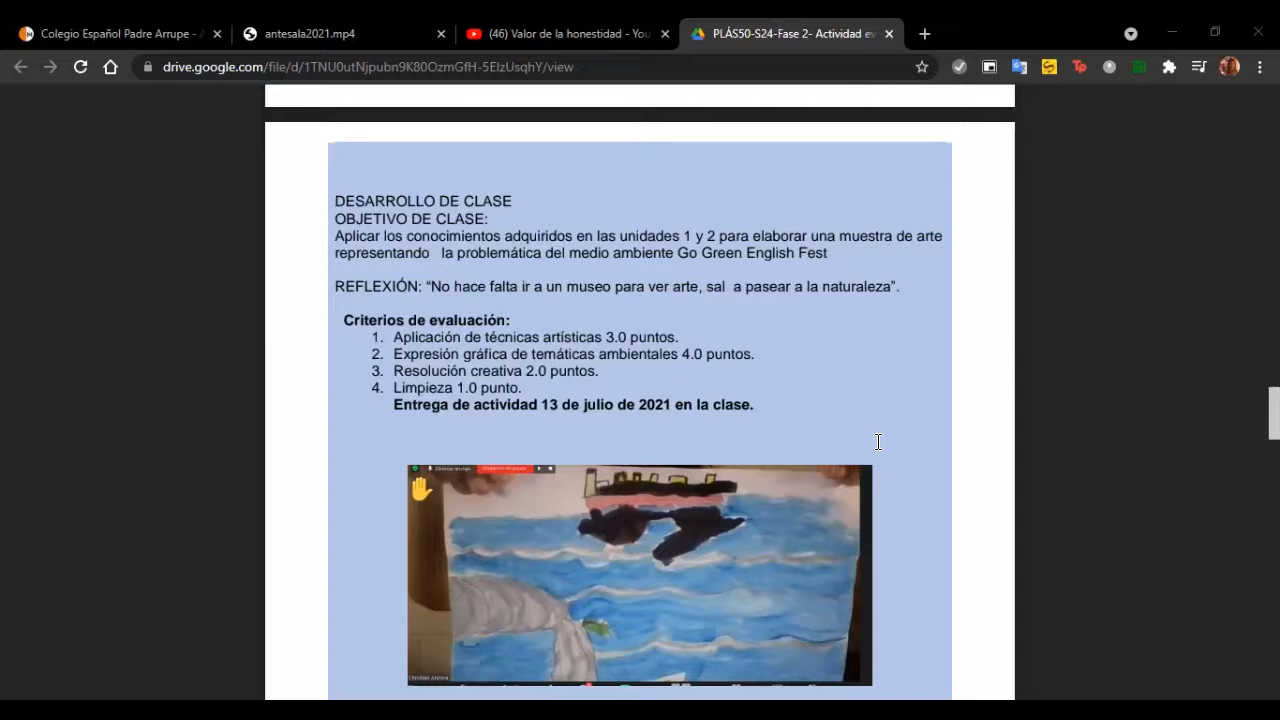 Colegio Español Padre Arrupe - A
antesala2021.mp4
(46) Valor de la honestidad - You
PLÁS50-S24-Fase 2- Actividad ev
drive.google.com/file/d/1TNU0utNjpubn9K80OzmGfH-5ElzUsqhY/view
DESARROLLO DE CLASE
OBJETIVO DE CLASE:
Aplicar los conocimientos adquiridos en las unidades 1 y 2 para elaborar una muestra de arte
representando la problemática del medio ambiente Go Green English Fest
REFLEXIÓN: “No hace falta ir a un museo para ver arte, sal a pasear a la naturaleza”.
Criterios de evaluación:
1. Aplicación de técnicas artísticas 3.0 puntos.
2. Expresión gráfica de temáticas ambientales 4.0 puntos.
3. Resolución creativa 2.0 puntos.
4. Limpieza 1.0 punto.
Entrega de actividad 13 de julio de 2021 en la clase.